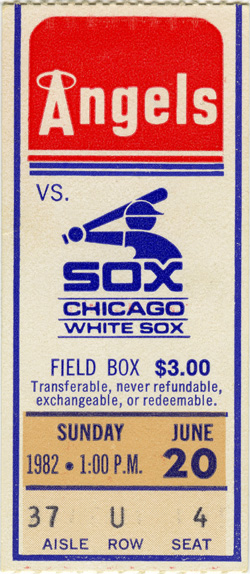 Angels
VS.
SOX
CHICAGO
WHITE SOX
FIELD BOX $3.00
Transferable, never refundable,
exchangeable, or redeemable.
SUNDAY JUNE
1982 • 1:00 P.M. 20
37 U 4
AISLE ROW SEAT